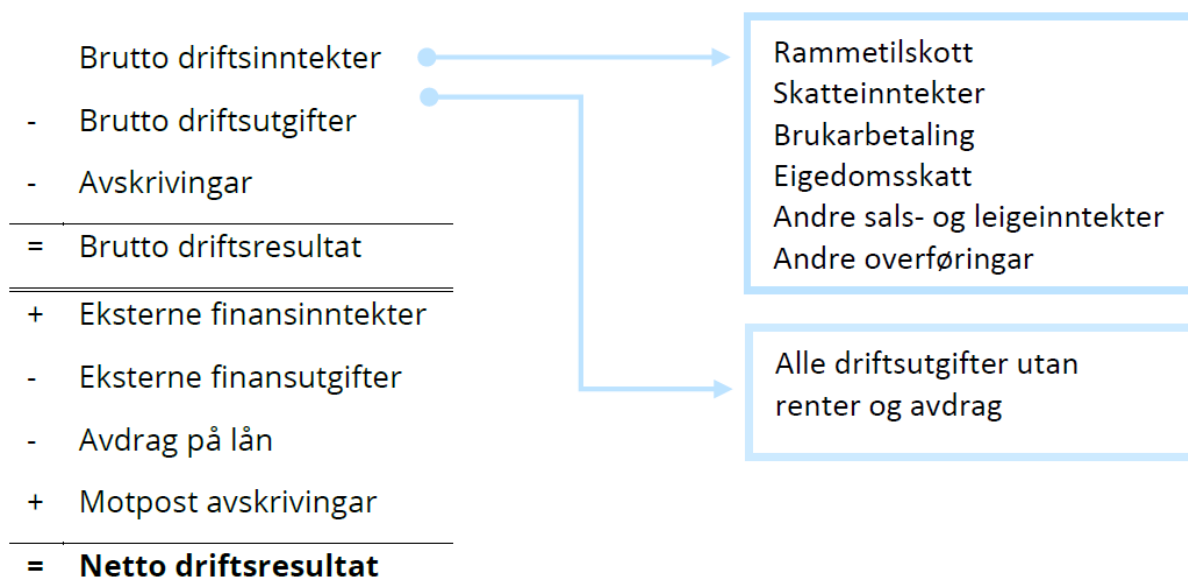 Brutto driftsinntekter
- Brutto driftsutgifter
- Avskrivingar
= Brutto driftsresultat
+ Eksterne finansinntekter
- Eksterne finansutgifter
- Avdrag på lån
+ Motpost avskrivingar
= Netto driftsresultat
Rammetilskott
Skatteinntekter
Brukarbetaling
Eigedomsskatt
Andre sals- og leigeinntekter
Andre overføringar
Alle driftsutgifter utan
renter og avdrag